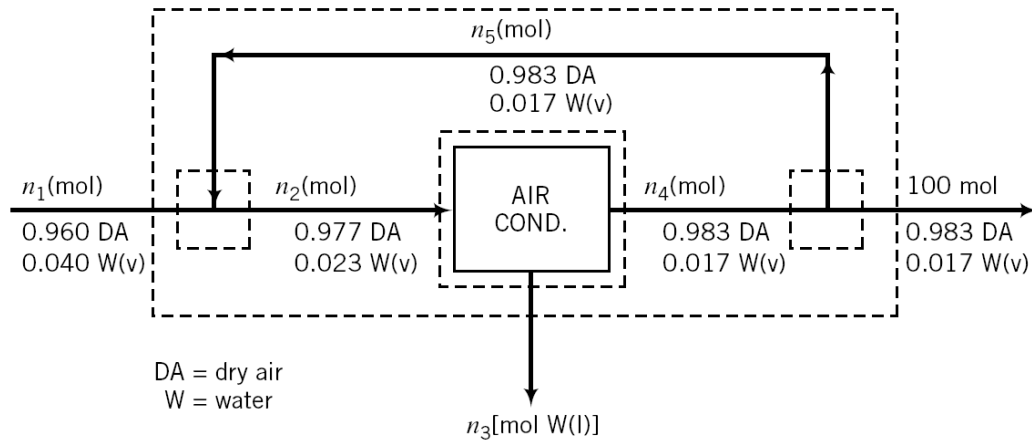 n5(mol)
0.983 DA
0.017 W(v)
n1(mol)
0.960 DA
0.040 W(v)
n2(mol)
0.977 DA
0.023 W(v)
AIR
COND.
n4(mol)
0.983 DA
0.017 W(v)
100 mol
0.983 DA
0.017 W(v)
DA = dry air
W = water
n3[mol W(l)]